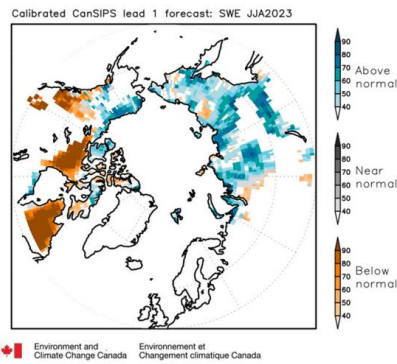 Calibrated CanSIPS lead 1 forecast: SWE JJA2023
90
80
70
60
50
40
Above
normal
90
80
70
60
50
40
Near
normal
90
80
70
60
50
40
Below
normal
Environment and
Climate Change Canada
Environnement et
Changement climatique Canada